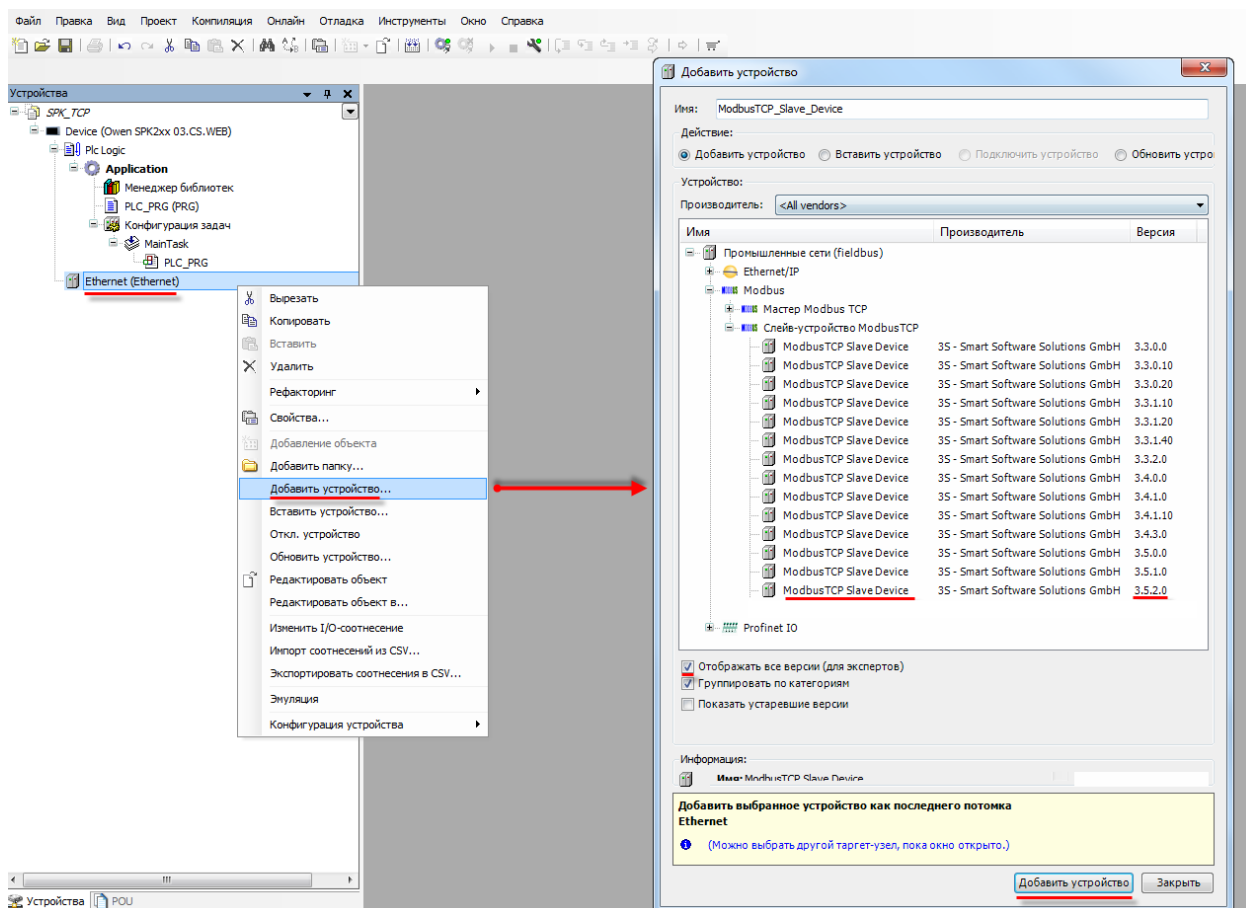 Файл Правка Вид Проект Компиляция Онлайн Отладка Инструменты Окно Справка
Устройства
SPK_TCP
Device (Owen SPK2xx 03.CS.WEB)
Plc Logic
Application
Менеджер библиотек
PLC_PRG (PRG)
Конфигурация задач
MainTask
PLC_PRG
Ethernet (Ethernet)
Вырезать
Копировать
Вставить
Удалить
Рефакторинг
Свойства...
Добавление объекта
Добавить папку...
Добавить устройство...
Вставить устройство...
Откл. устройство
Обновить устройство...
Редактировать объект
Редактировать объект в...
Изменить I/O-соотнесение
Импорт соотнесений из CSV...
Экспортировать соотнесения в CSV...
Эмуляция
Конфигурация устройства
Устройства POU
Добавить устройство
Имя: ModbusTCP_Slave_Device
Действие:
Добавить устройство Вставить устройство Подключить устройство Обновить устро
Устройство:
Производитель: <All vendors>
Имя Производитель Версия
Промышленные сети (fieldbus)
Ethernet/IP
Modbus
Мастер Modbus TCP
Слейв-устройство ModbusTCP
ModbusTCP Slave Device 3S - Smart Software Solutions GmbH 3.3.0.0
ModbusTCP Slave Device 3S - Smart Software Solutions GmbH 3.3.0.10
ModbusTCP Slave Device 3S - Smart Software Solutions GmbH 3.3.0.20
ModbusTCP Slave Device 3S - Smart Software Solutions GmbH 3.3.1.10
ModbusTCP Slave Device 3S - Smart Software Solutions GmbH 3.3.1.20
ModbusTCP Slave Device 3S - Smart Software Solutions GmbH 3.3.1.40
ModbusTCP Slave Device 3S - Smart Software Solutions GmbH 3.3.2.0
ModbusTCP Slave Device 3S - Smart Software Solutions GmbH 3.4.0.0
ModbusTCP Slave Device 3S - Smart Software Solutions GmbH 3.4.1.0
ModbusTCP Slave Device 3S - Smart Software Solutions GmbH 3.4.1.10
ModbusTCP Slave Device 3S - Smart Software Solutions GmbH 3.4.3.0
ModbusTCP Slave Device 3S - Smart Software Solutions GmbH 3.5.0.0
ModbusTCP Slave Device 3S - Smart Software Solutions GmbH 3.5.1.0
ModbusTCP Slave Device 3S - Smart Software Solutions GmbH 3.5.2.0
Profinet IO
Отображать все версии (для экспертов)
Группировать по категориям
Показать устаревшие версии
Информация:
Имя: ModbusTCP Slave Device
Добавить выбранное устройство как последнего потомка
Ethernet
(Можно выбрать другой таргет-узел, пока окно открыто.)
Добавить устройство Закрыть